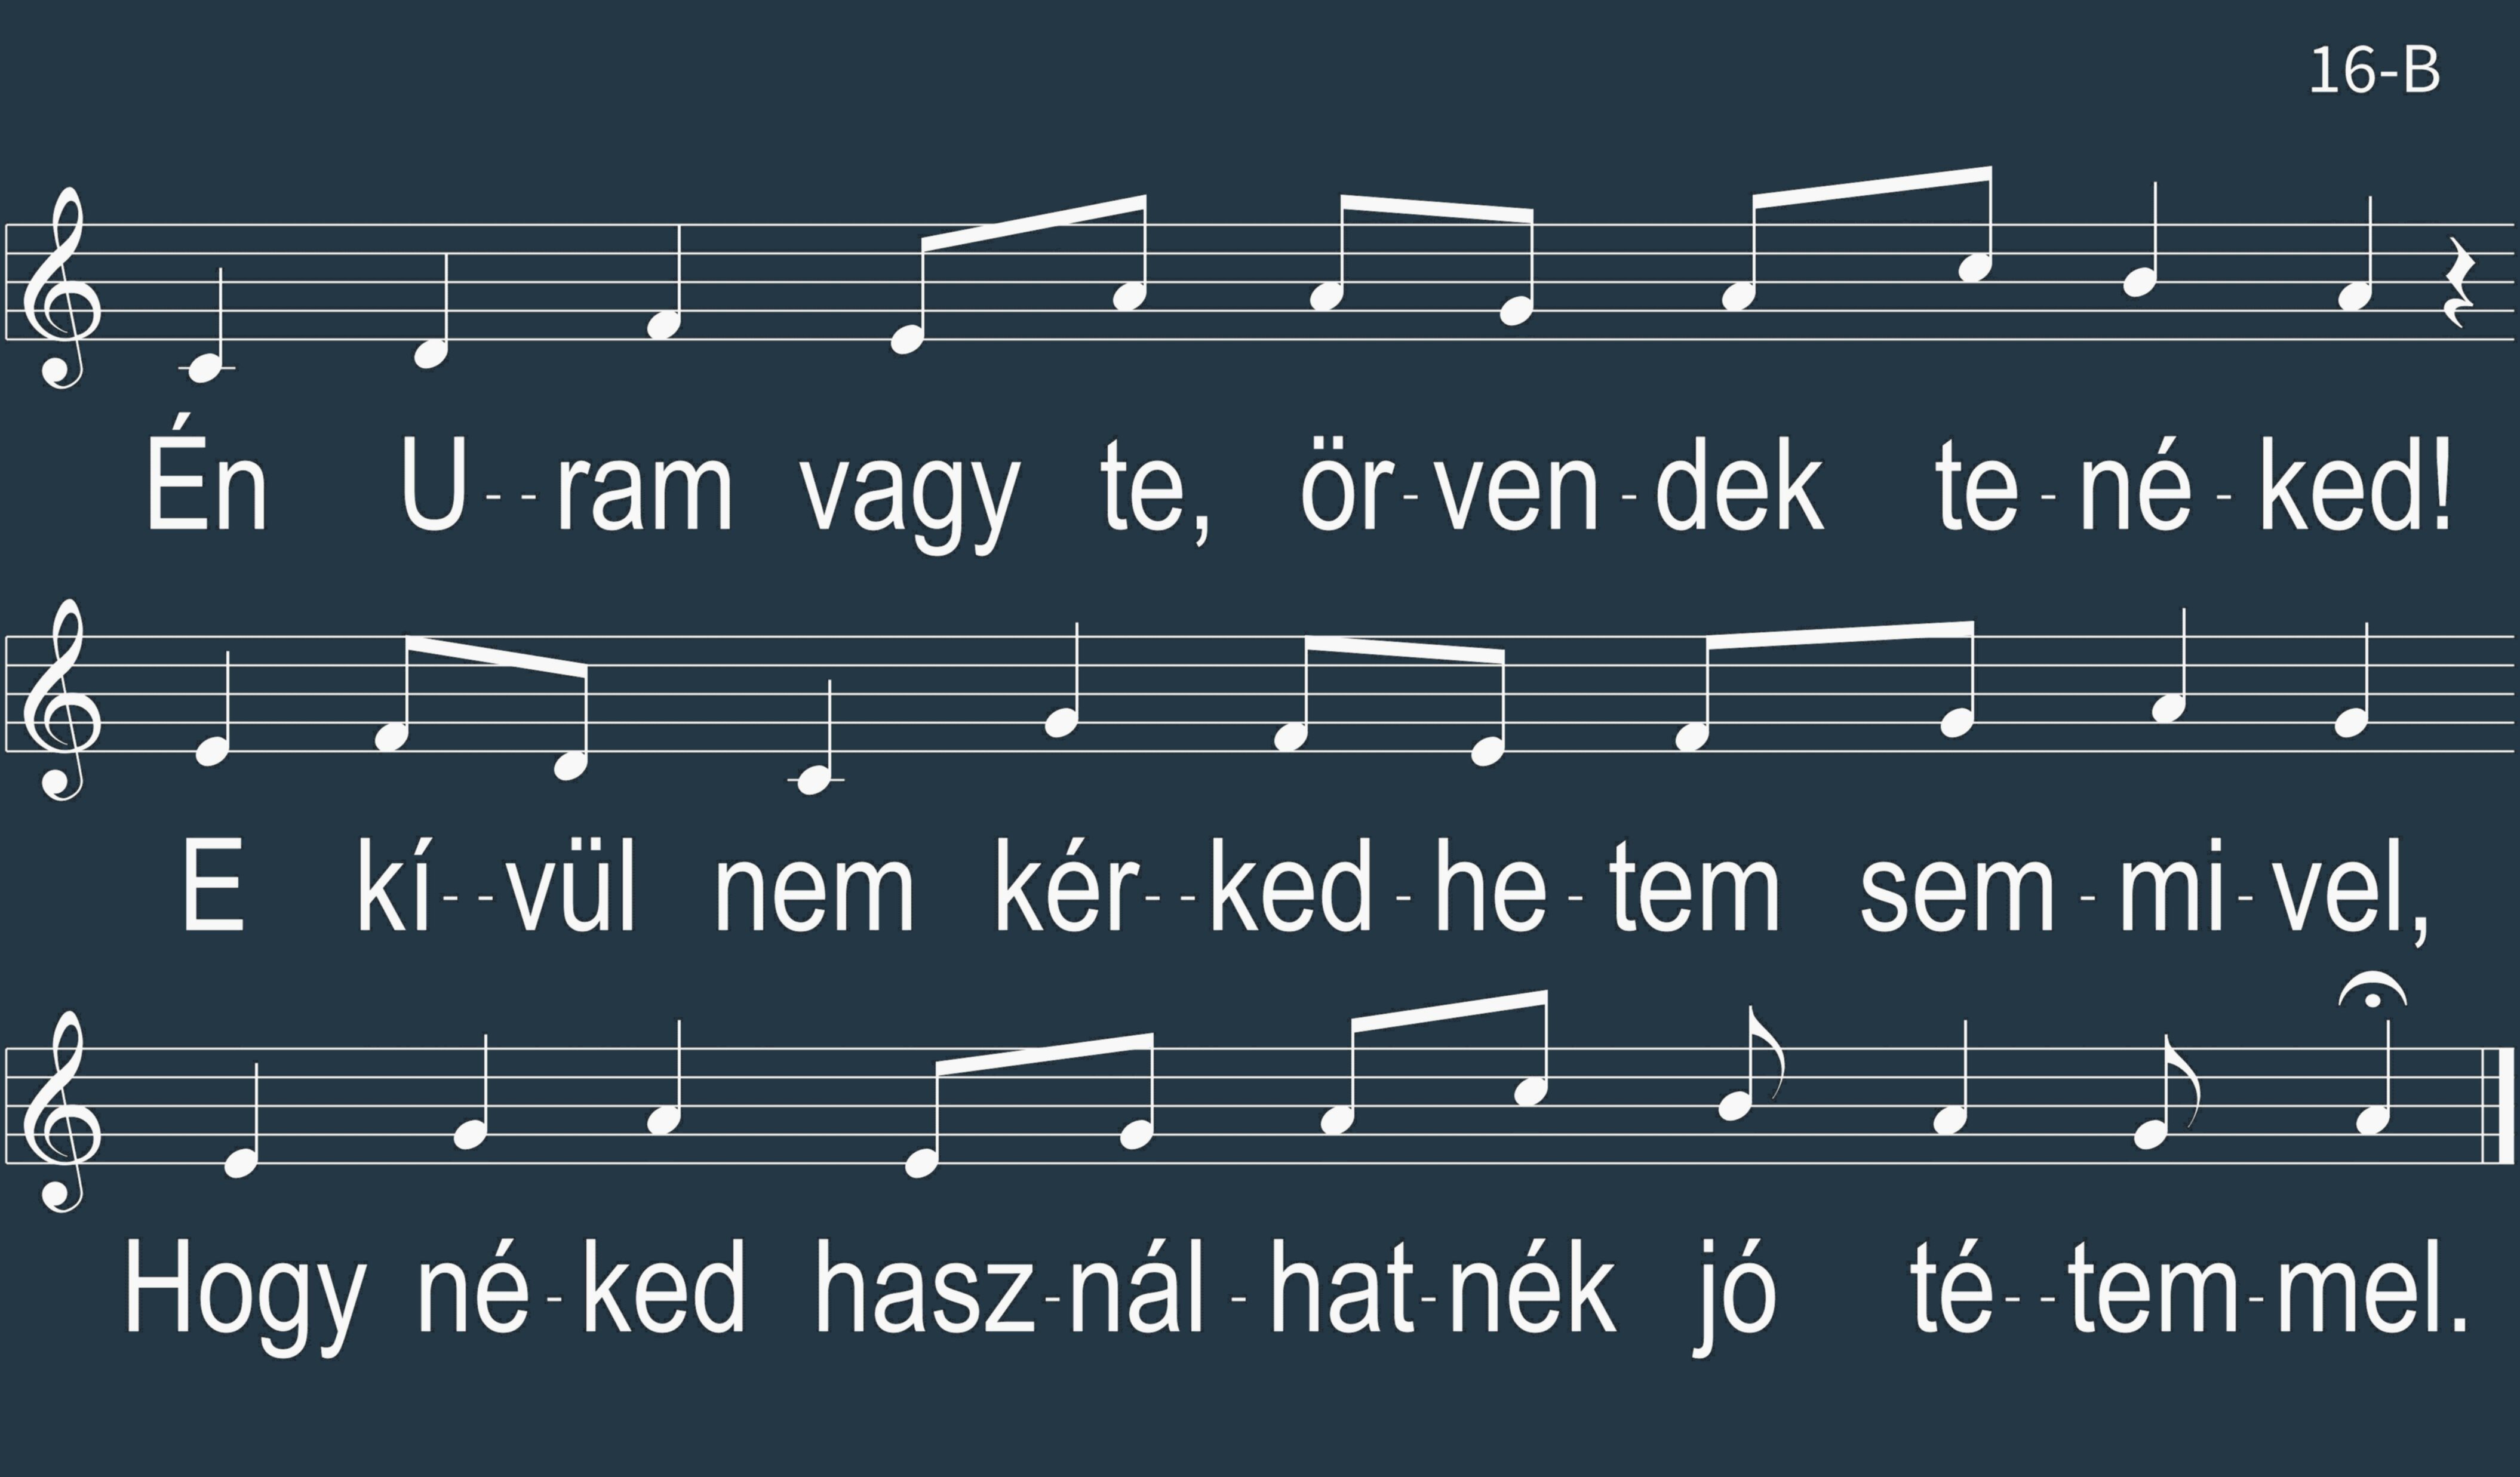 16-B
Én U--ram vagy te, ör-ven-dek te-né-ked!
E kí--vül nem kér--ked-he-tem sem-mi-vel,
Hogy né-ked hasz-nál-hat-nék jó té--tem-mel.